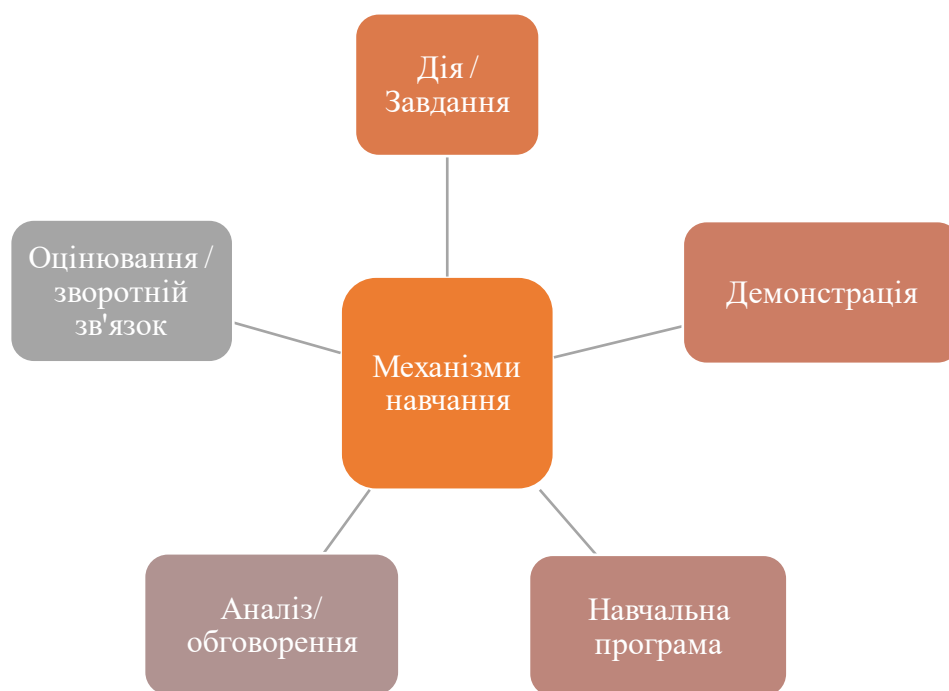 Дія /
Завдання
Оцінювання /
зворотній
зв'язок
Демонстрація
Механізми
навчання
Аналіз/
обговорення
Навчальна
програма